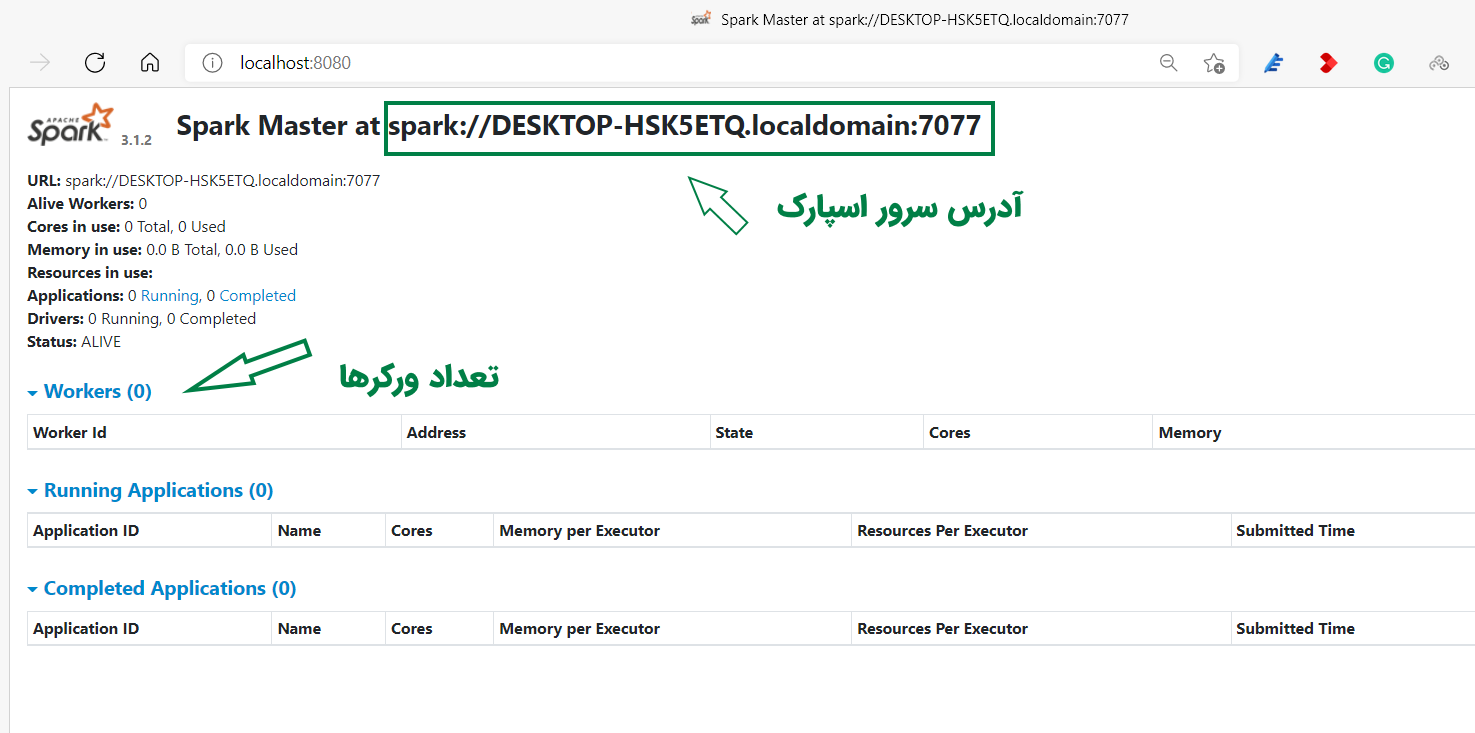 Spark Master at spark://DESKTOP-HSK5ETQ.localdomain:7077
localhost:8080
APACHE Spark 3.1.2 Spark Master at spark://DESKTOP-HSK5ETQ.localdomain:7077
URL: spark://DESKTOP-HSK5ETQ.localdomain:7077
آدرس سرور اسپارک
Alive Workers: 0
Cores in use: 0 Total, 0 Used
Memory in use: 0.0 B Total, 0.0 B Used
Resources in use:
Applications: 0 Running, 0 Completed
Drivers: 0 Running, 0 Completed
Status: ALIVE
تعداد ورکرها
Workers (0)
Worker Id Address State Cores Memory
Running Applications (0)
Application ID Name Cores Memory per Executor Resources Per Executor Submitted Time
Completed Applications (0)
Application ID Name Cores Memory per Executor Resources Per Executor Submitted Time